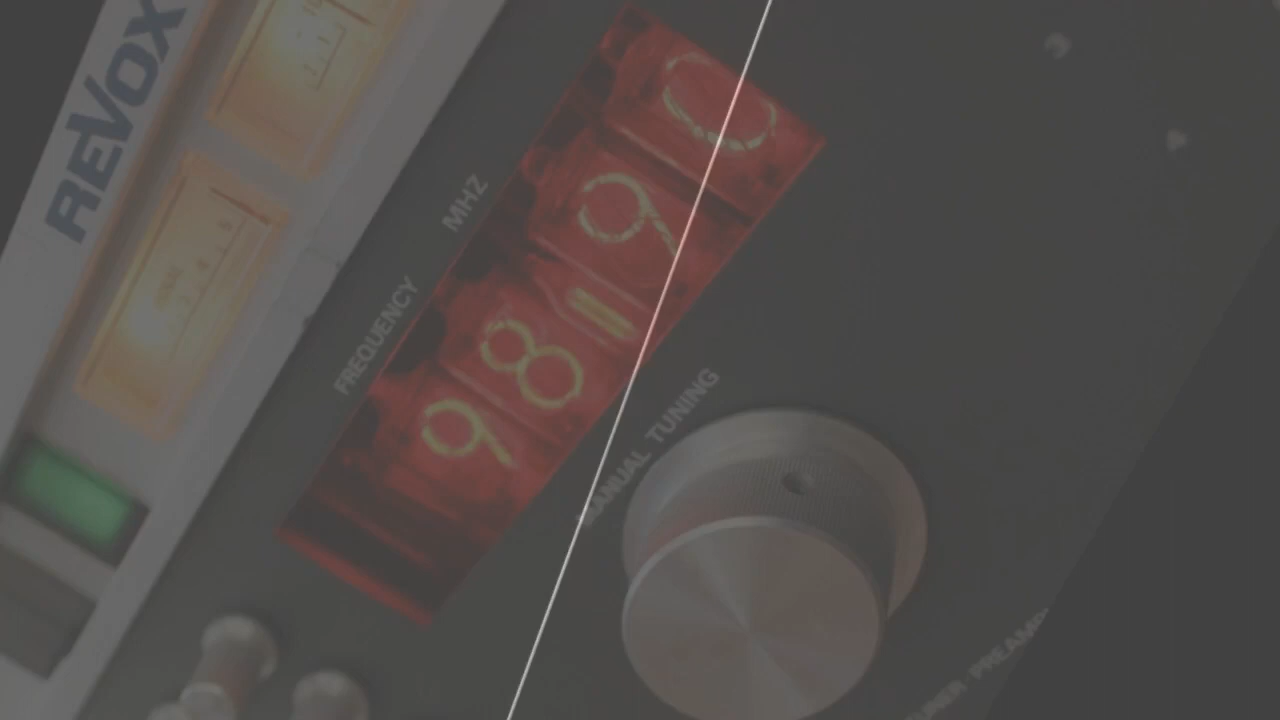 REVOX
FREQUENCY MHZ
98.90
MANUAL TUNING
TUNER PREAMP